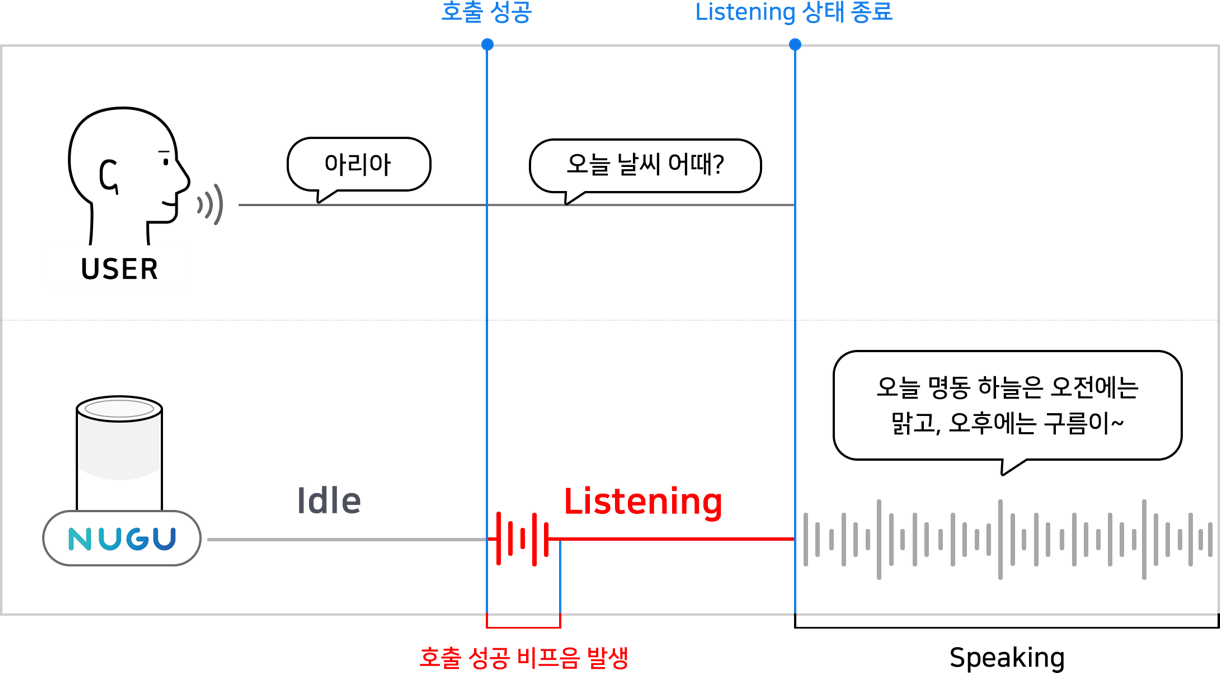 호출 성공
Listening 상태 종료
아리아
오늘 날씨 어때?
USER
오늘 명동 하늘은 오전에는
맑고, 오후에는 구름이~
Idle
Listening
NUGU
호출 성공 비프음 발생
Speaking